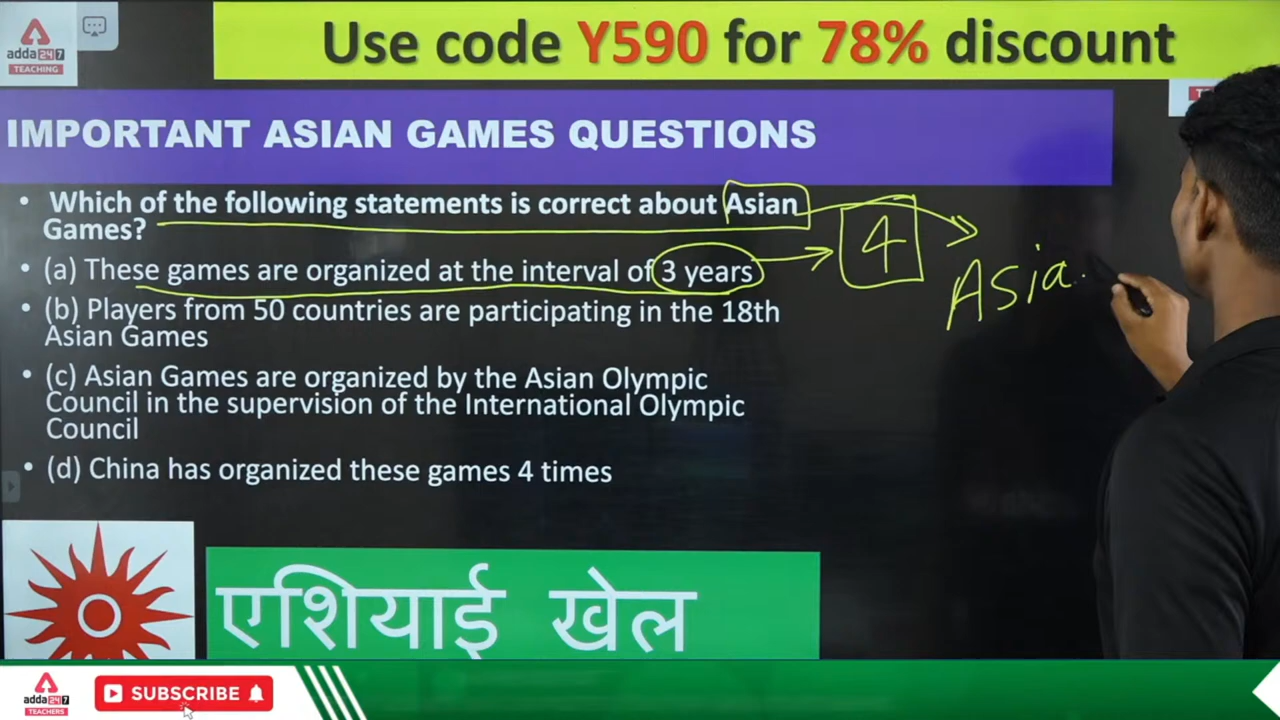 Use code Y590 for 78% discount
adda247
TEACHING
IMPORTANT ASIAN GAMES QUESTIONS
• Which of the following statements is correct about Asian
Games?
4
• (a) These games are organized at the interval of 3 years
Asia
• (b) Players from 50 countries are participating in the 18th
Asian Games
• (c) Asian Games are organized by the Asian Olympic
Council in the supervision of the International Olympic
Council
• (d) China has organized these games 4 times
एशियाई खेल
adda247
TEACHERS
SUBSCRIBE